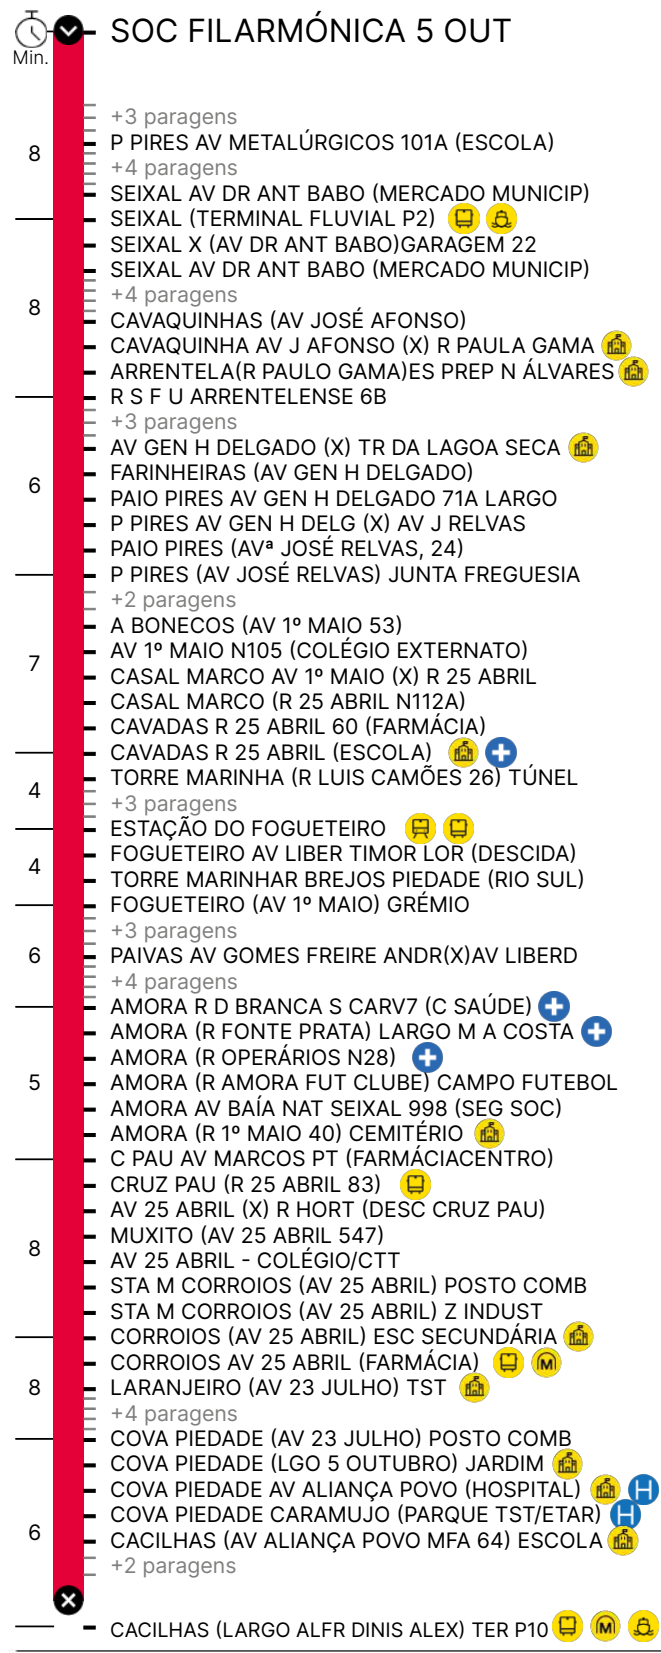 SOC FILARMÓNICA 5 OUT
Min.
+3 paragens
P PIRES AV METALÚRGICOS 101A (ESCOLA)
8
+4 paragens
SEIXAL AV DR ANT BABO (MERCADO MUNICIP)
SEIXAL (TERMINAL FLUVIAL P2)
SEIXAL X (AV DR ANT BABO)GARAGEM 22
SEIXAL AV DR ANT BABO (MERCADO MUNICIP)
+4 paragens
8
CAVAQUINHAS (AV JOSÉ AFONSO)
CAVAQUINHA AV J AFONSO (X) R PAULA GAMA
ARRENTELA(R PAULO GAMA)ES PREP N ÁLVARES
R S F U ARRENTELENSE 6B
+3 paragens
AV GEN H DELGADO (X) TR DA LAGOA SECA
FARINHEIRAS (AV GEN H DELGADO)
6
PAIO PIRES AV GEN H DELGADO 71A LARGO
P PIRES AV GEN H DELG (X) AV J RELVAS
PAIO PIRES (AVª JOSÉ RELVAS, 24)
P PIRES (AV JOSÉ RELVAS) JUNTA FREGUESIA
+2 paragens
A BONECOS (AV 1º MAIO 53)
AV 1º MAIO N105 (COLÉGIO EXTERNATO)
7
CASAL MARCO AV 1º MAIO (X) R 25 ABRIL
CASAL MARCO (R 25 ABRIL N112A)
CAVADAS R 25 ABRIL 60 (FARMÁCIA)
CAVADAS R 25 ABRIL (ESCOLA)
TORRE MARINHA (R LUIS CAMÕES 26) TÚNEL
4
+3 paragens
ESTAÇÃO DO FOGUETEIRO
FOGUETEIRO AV LIBER TIMOR LOR (DESCIDA)
4
TORRE MARINHAR BREJOS PIEDADE (RIO SUL)
FOGUETEIRO (AV 1º MAIO) GRÉMIO
+3 paragens
6
PAIVAS AV GOMES FREIRE ANDR(X)AV LIBERD
+4 paragens
AMORA R D BRANCA S CARV7 (C SAÚDE)
AMORA (R FONTE PRATA) LARGO M A COSTA
AMORA (R OPERÁRIOS N28)
5
AMORA (R AMORA FUT CLUBE) CAMPO FUTEBOL
AMORA AV BAÍA NAT SEIXAL 998 (SEG SOC)
AMORA (R 1º MAIO 40) CEMITÉRIO
C PAU AV MARCOS PT (FARMÁCIACENTRO)
CRUZ PAU (R 25 ABRIL 83)
AV 25 ABRIL (X) R HORT (DESC CRUZ PAU)
MUXITO (AV 25 ABRIL 547)
8
AV 25 ABRIL - COLÉGIO/CTT
STA M CORROIOS (AV 25 ABRIL) POSTO COMB
STA M CORROIOS (AV 25 ABRIL) Z INDUST
CORROIOS (AV 25 ABRIL) ESC SECUNDÁRIA
CORROIOS AV 25 ABRIL (FARMÁCIA)
M
8
LARANJEIRO (AV 23 JULHO) TST
+4 paragens
COVA PIEDADE (AV 23 JULHO) POSTO COMB
COVA PIEDADE (LGO 5 OUTUBRO) JARDIM
COVA PIEDADE AV ALIANÇA POVO (HOSPITAL)
H
COVA PIEDADE CARAMUJO (PARQUE TST/ETAR)
H
6
CACILHAS (AV ALIANÇA POVO MFA 64) ESCOLA
+2 paragens
CACILHAS (LARGO ALFR DINIS ALEX) TER P10
M